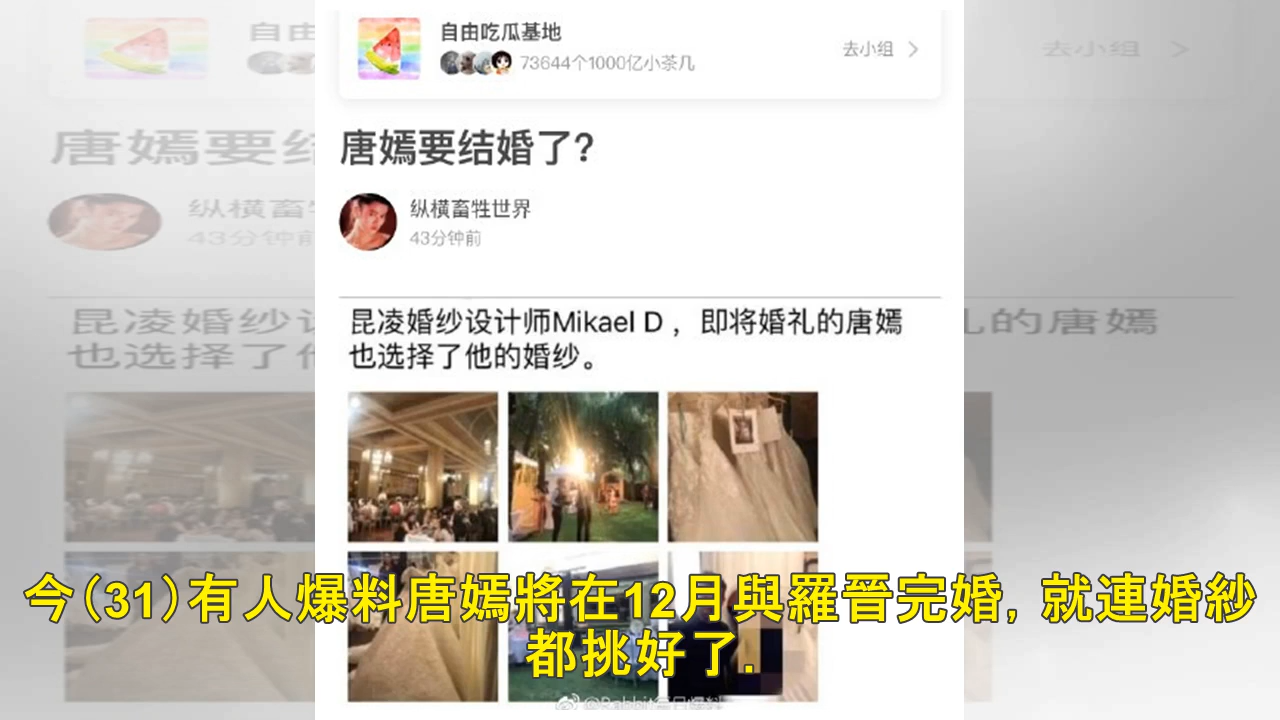 自由吃瓜基地
73644个1000亿小茶几
去小组
唐嫣要结婚了?
纵横畜牲世界
43分钟前
昆凌婚纱设计师Mikael D ,即将婚礼的唐嫣
也选择了他的婚纱。
今(31)有人爆料唐嫣將在12月與羅晉完婚,就連婚紗
都挑好了.